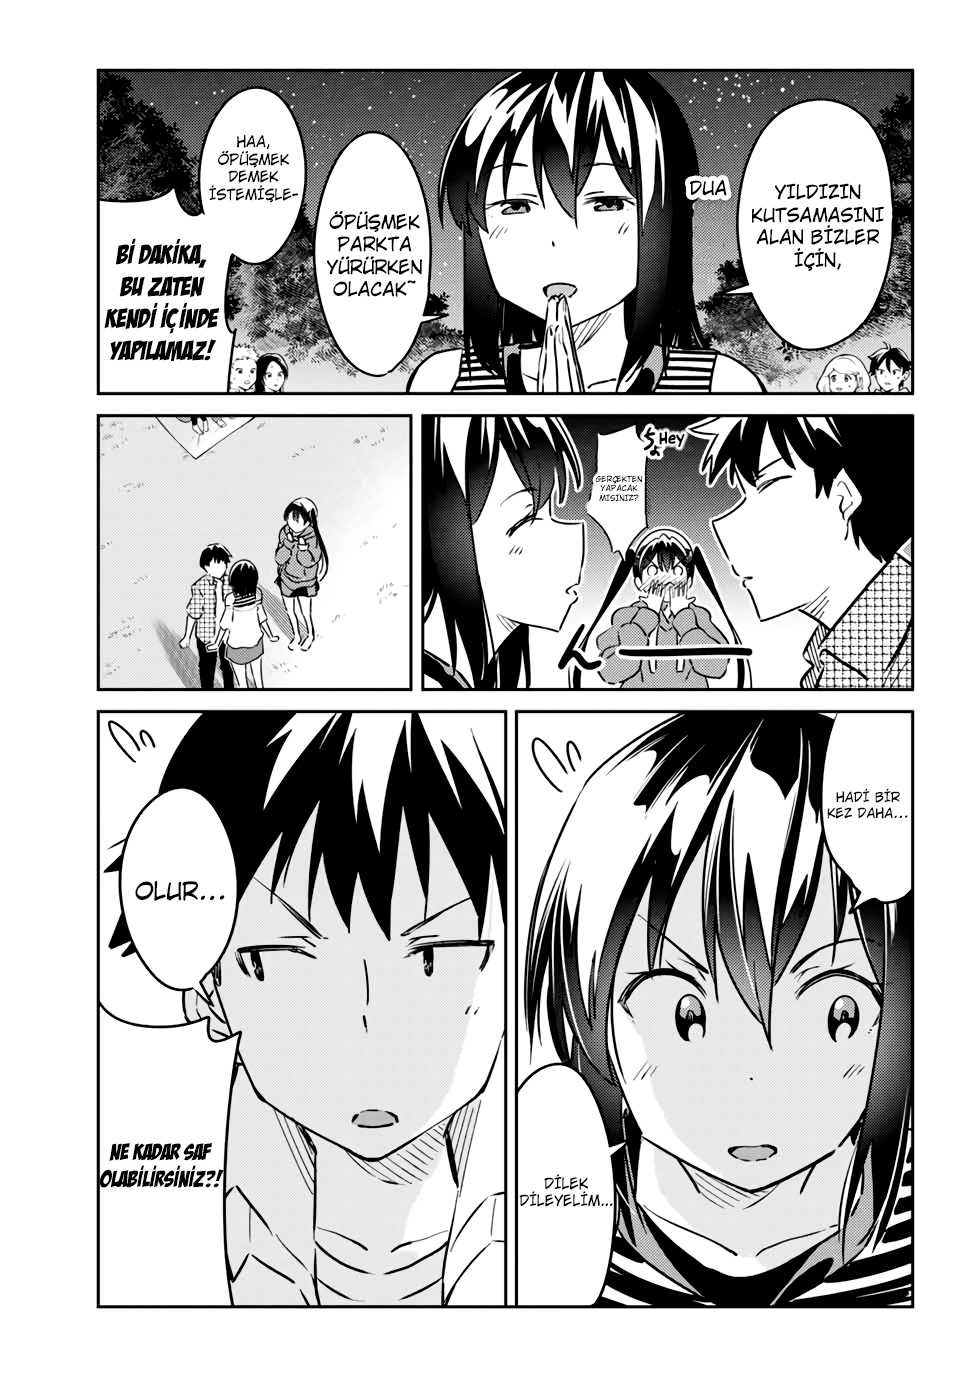 YILDIZIN
KUTSAMASINI
ALAN BİZLER
İÇİN,
DUA
ÖPÜŞMEK
PARKTA
YÜRÜRKEN
OLACAK~
HAA,
ÖPÜŞMEK
DEMEK
İSTEMİŞLE-
Bİ DAKİKA,
BU ZATEN
KENDİ İÇİNDE
YAPILAMAZ!
Hey
GERÇEKTEN
YAPACAK
MISINIZ?
ん
HADİ BİR
KEZ DAHA...
DİLEK
DİLEYELİM...
OLUR...
NE KADAR SAF
OLABİLİRSİNİZ?!